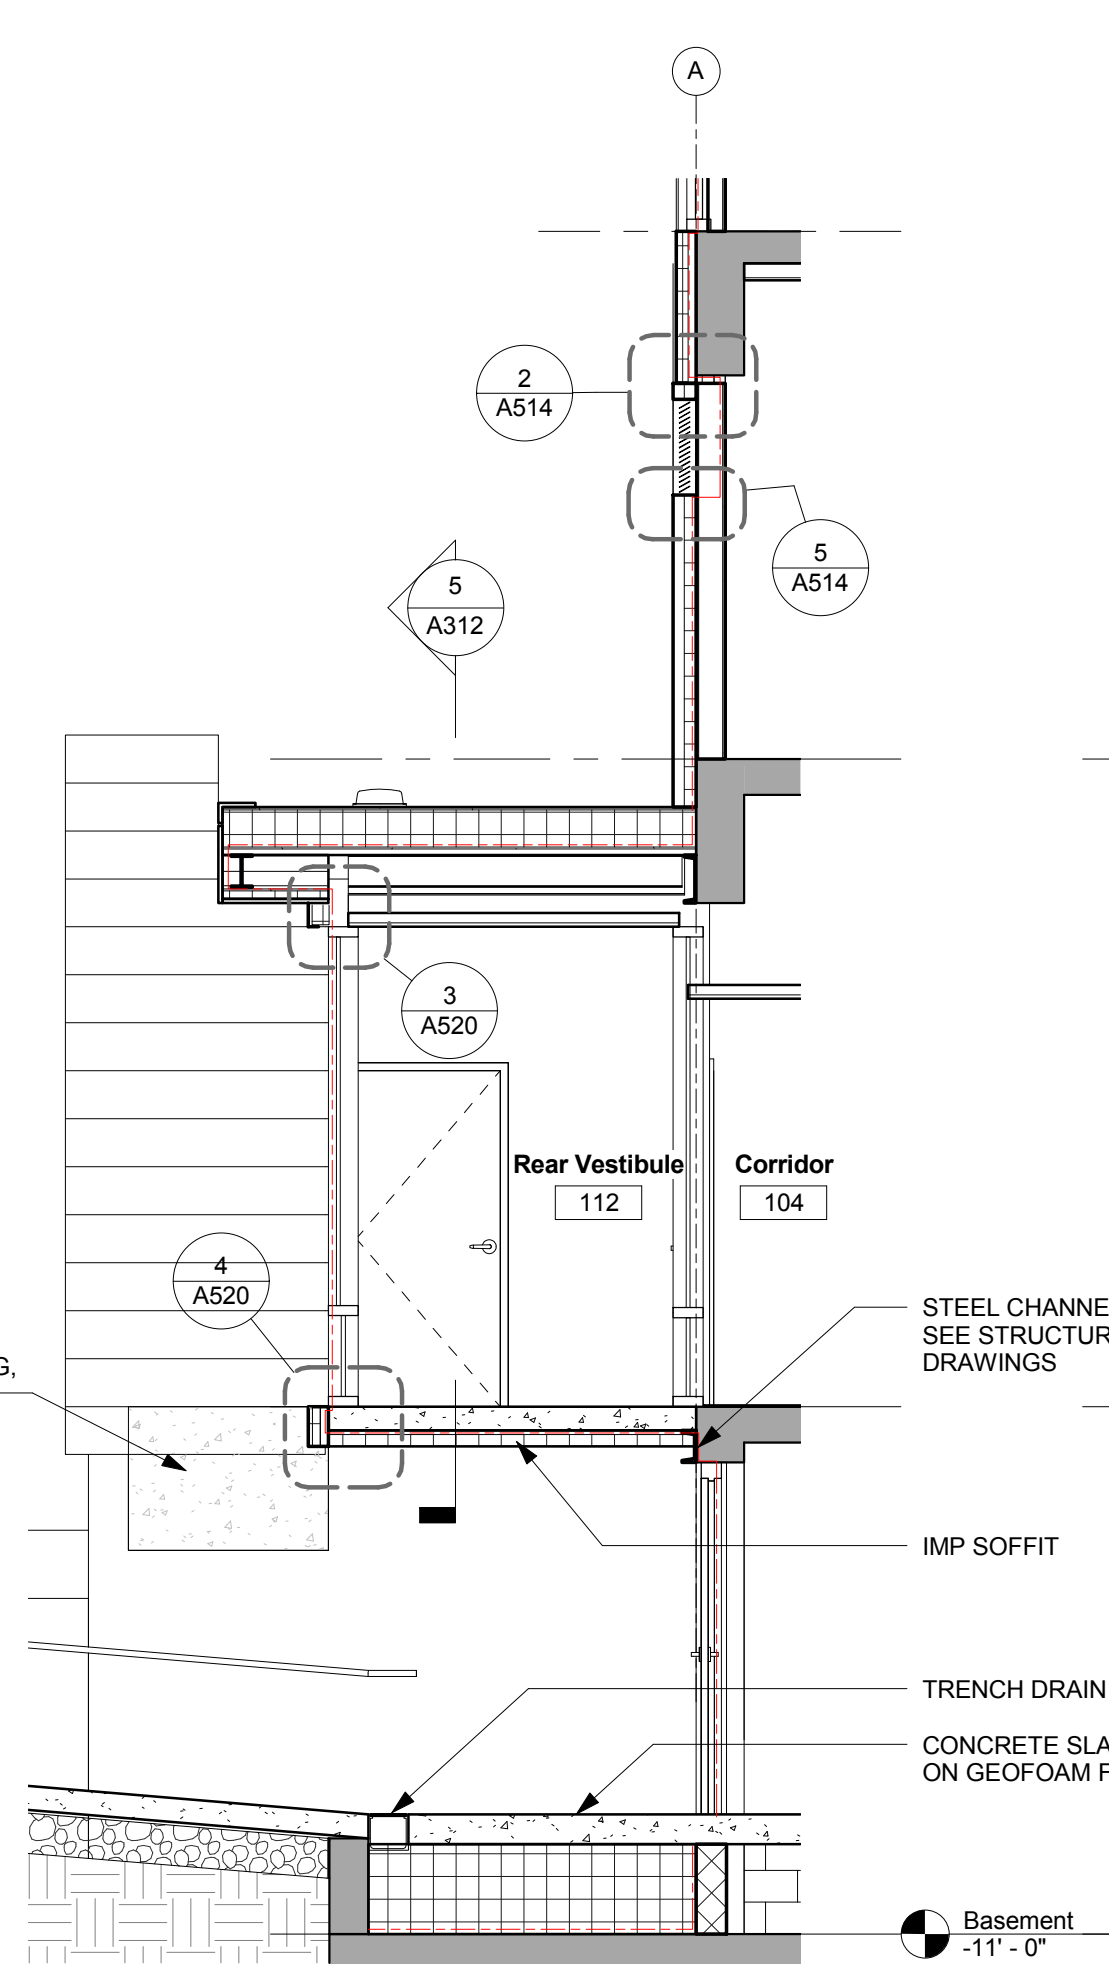 A
2
A514
5
A514
5
A312
3
A520
Rear Vestibule
112
Corridor
104
4
A520
STEEL CHANNE
SEE STRUCTUR
DRAWINGS
G,
IMP SOFFIT
TRENCH DRAIN
CONCRETE SLA
ON GEOFOAM F
Basement
-11' - 0"